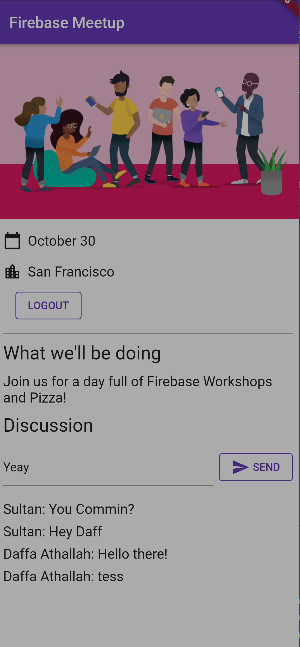 Firebase Meetup
October 30
San Francisco
LOGOUT
What we'll be doing
Join us for a day full of Firebase Workshops
and Pizza!
Discussion
Yeay
SEND
Sultan: You Commin?
Sultan: Hey Daff
Daffa Athallah: Hello there!
Daffa Athallah: tess